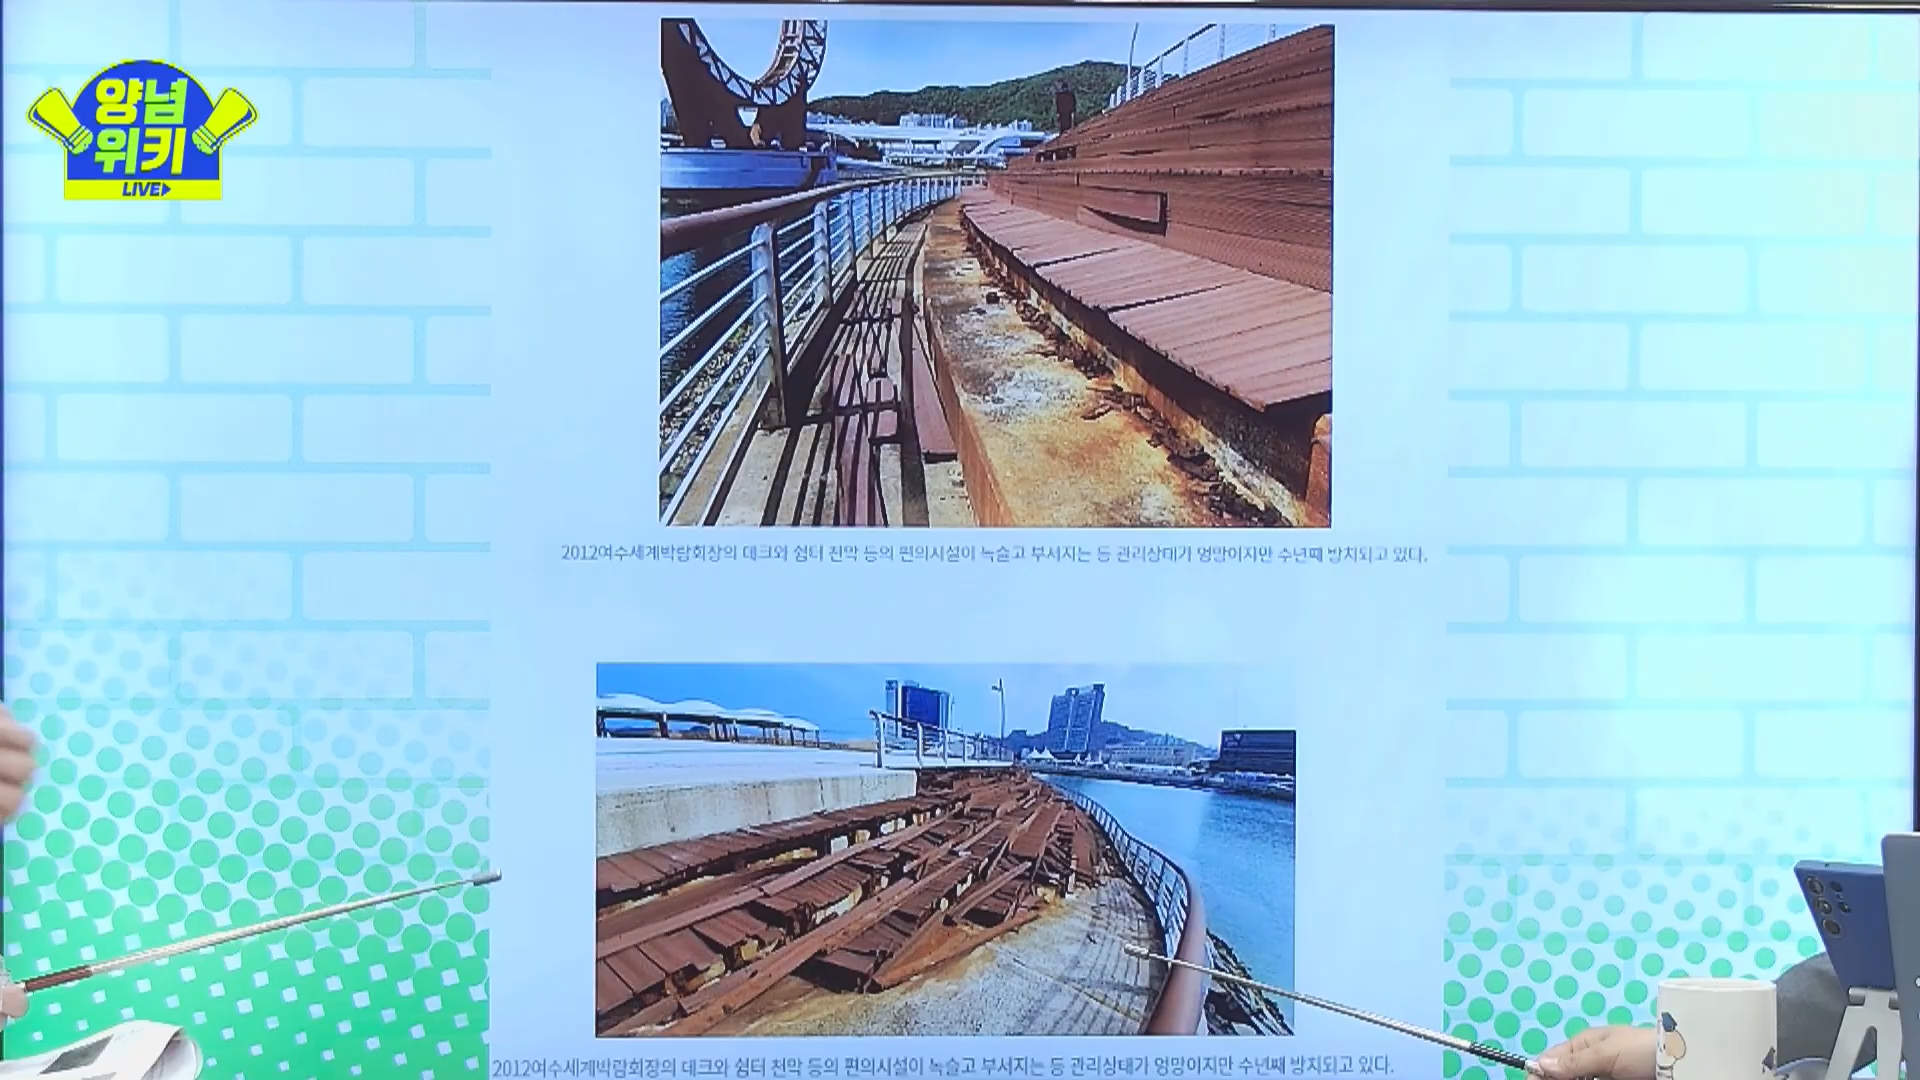 양념
위키
LIVE
2012여수세계박람회장의 데크와 쉼터 천막 등의 편의시설이 녹슬고 부서지는 등 관리상태가 엉망이지만 수년째 방치되고 있다.
2012여수세계박람회장의 데크와 쉼터 천막 등의 편의시설이 녹슬고 부서지는 등 관리상태가 엉망이지만 수년째 방치되고 있다.